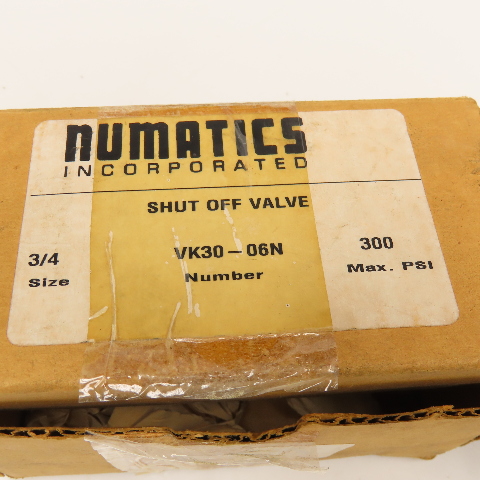 NUMATICS
INCORPORATED
SHUT OFF VALVE
3/4 VK30-06N 300
Size Number Max. PSI